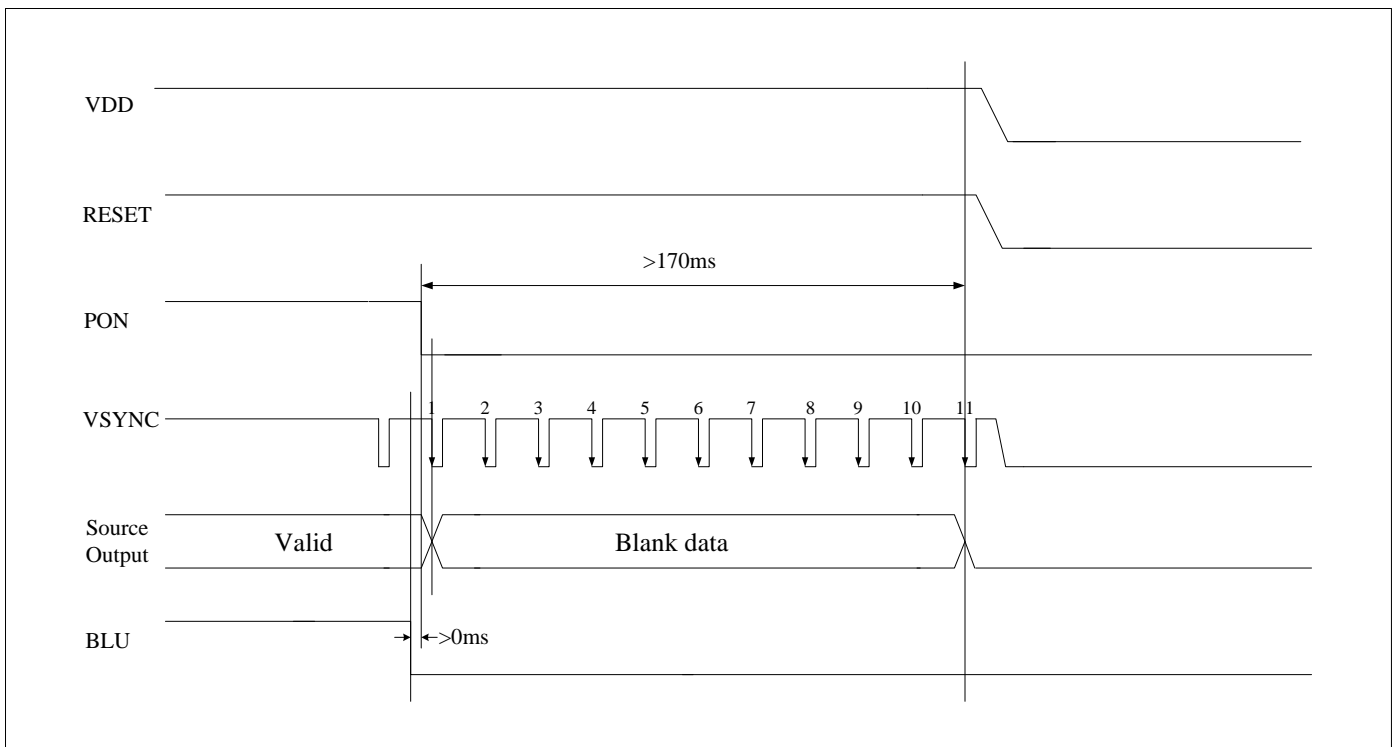 VDD
RESET
>170ms
PON
VSYNC
1 2 3 4 5 6 7 8 9 10 11
Source
Output
Valid
Blank data
BLU
>0ms